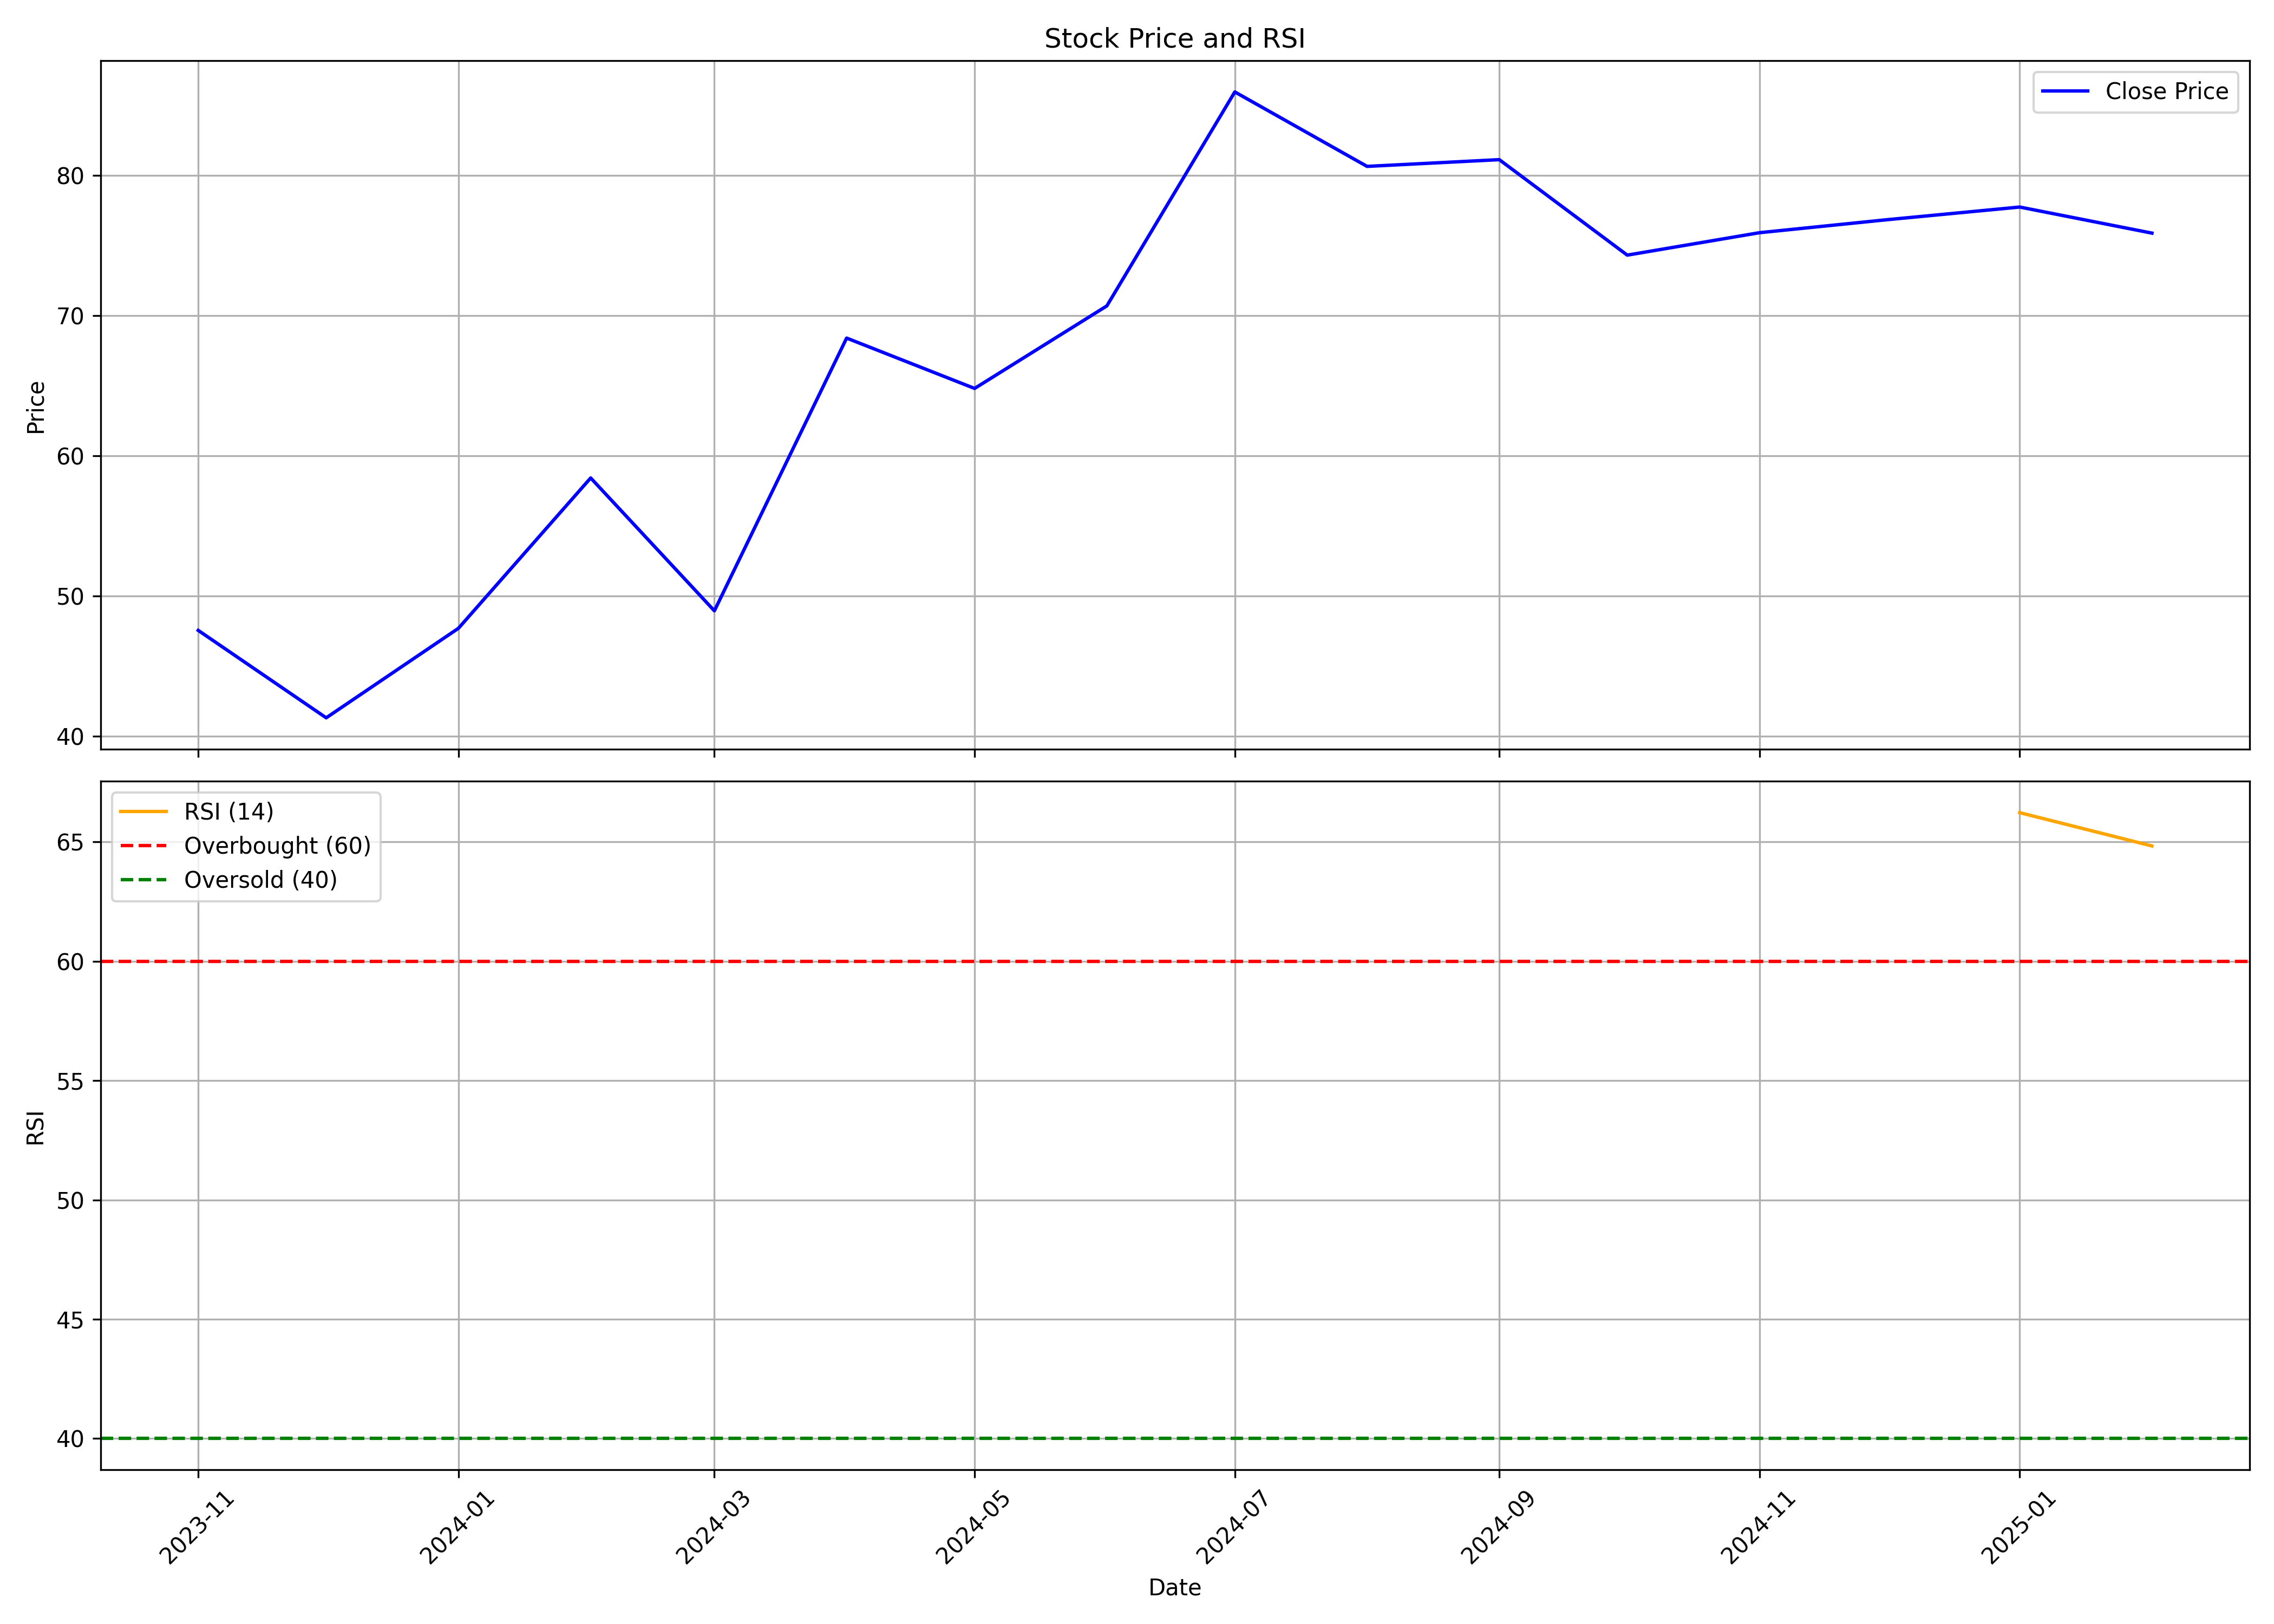 Stock Price and RSI
Close Price
Price
80
70
60
50
40
RSI (14)
Overbought (60)
Oversold (40)
RSI
65
60
55
50
45
40
2023-11
2024-01
2024-03
2024-05
2024-07
2024-09
2024-11
2025-01
Date